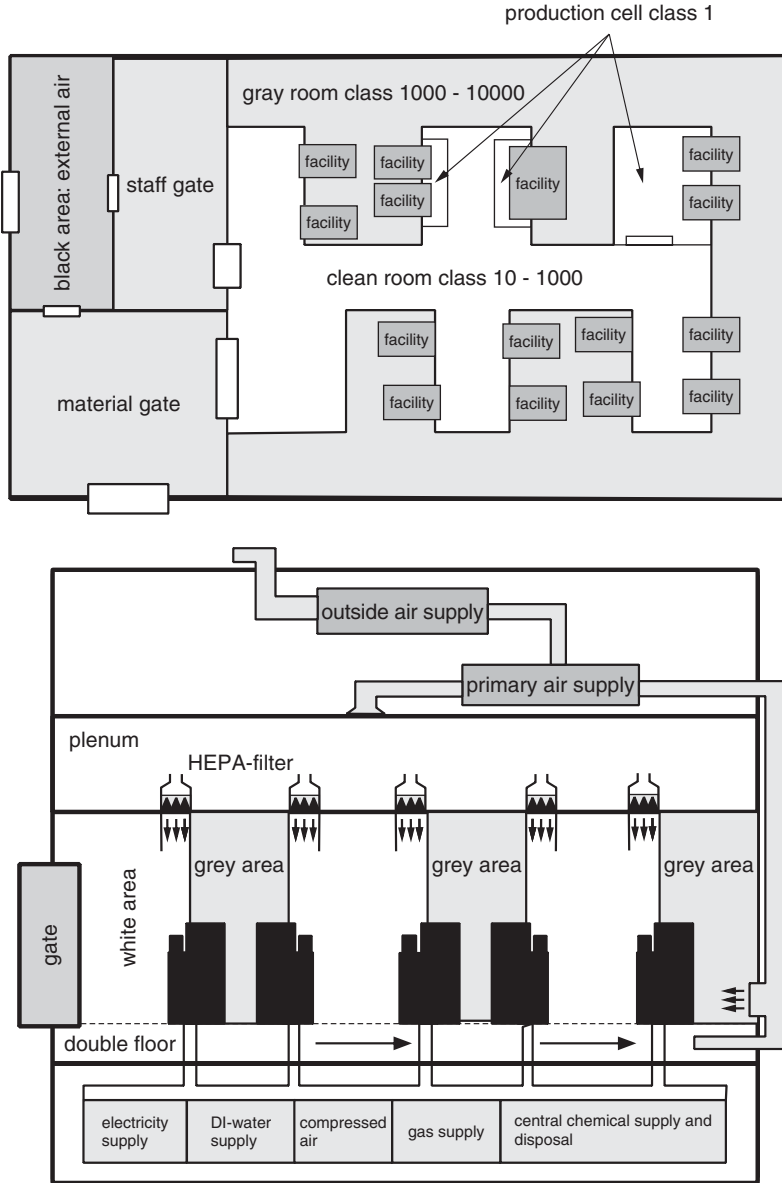 production cell class 1
gray room class 1000 - 10000
black area: external air
staff gate
facility
facility
facility
facility
facility
facility
facility
clean room class 10 - 1000
material gate
facility
facility
facility
facility
facility
facility
facility
facility
outside air supply
primary air supply
plenum
HEPA-filter
grey area
grey area
grey area
gate
white area
double floor
electricity
supply
DI-water
supply
compressed
air
gas supply
central chemical supply and
disposal